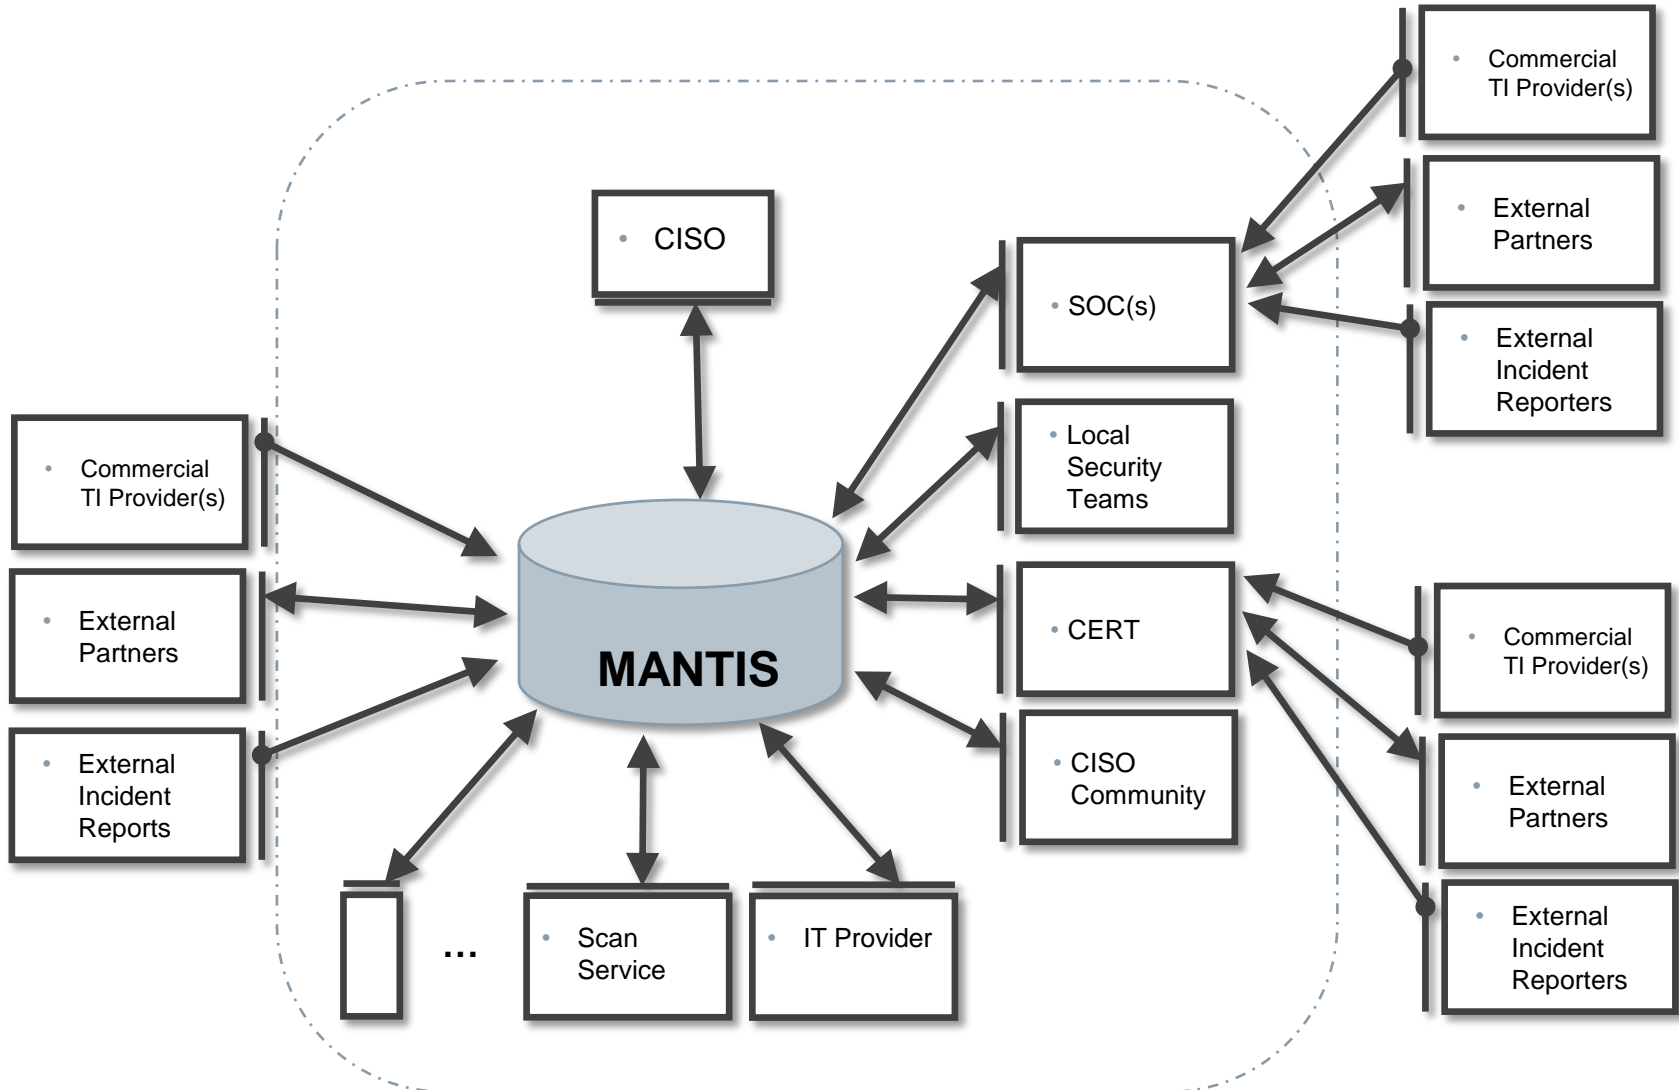 • Commercial
TI Provider(s)
• External
Partners
• External
Incident
Reporters
• CISO
• SOC(s)
• Local
Security
Teams
• CERT
• CISO
Community
• Commercial
TI Provider(s)
• External
Partners
• External
Incident
Reports
MANTIS
• Commercial
TI Provider(s)
• External
Partners
• External
Incident
Reporters
...
• Scan
Service
• IT Provider